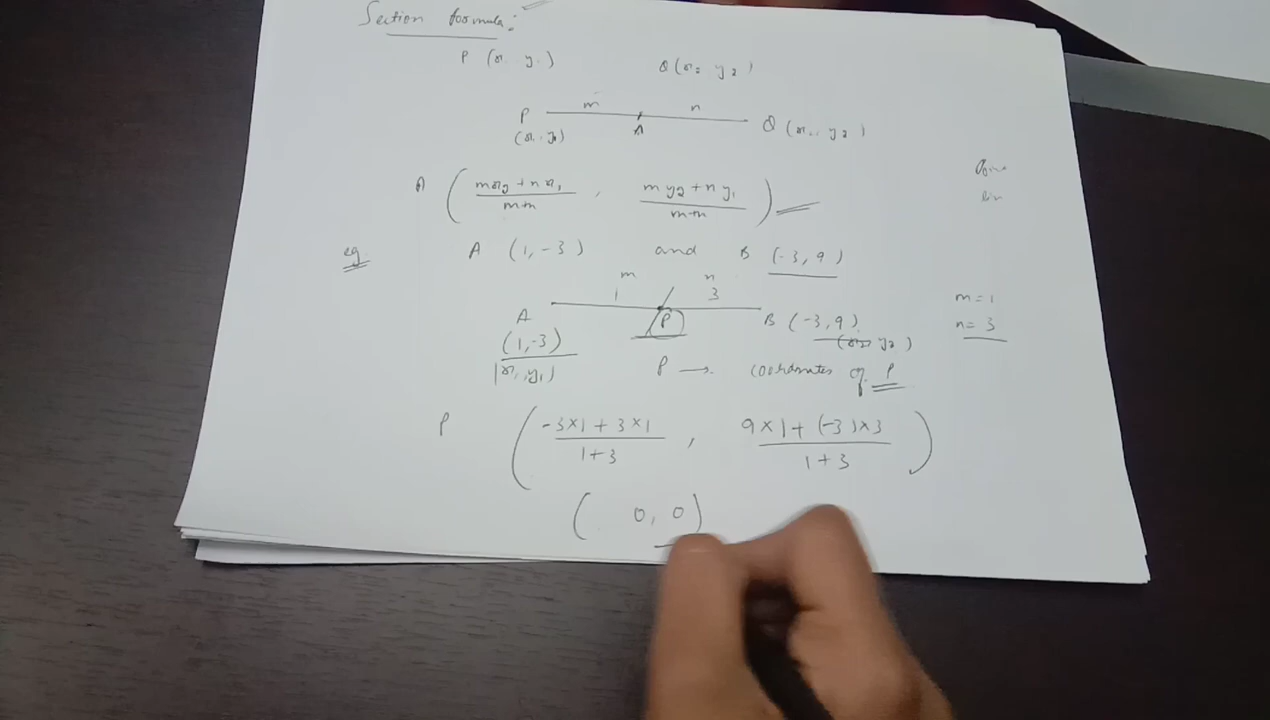 Section formula:
P (x₁ y₁) Q (x₂ y₂)
m n
P A Q (x₂, y₂)
(x₁, y₁)
A ( mx₂ + nx₁ / m+n , my₂ + ny₁ / m+n )
eg A (1, -3) and B (-3, 9)
m n
1 3 m = 1
A P B (-3, 9) n = 3
(1, -3) (x₂, y₂)
(x₁, y₁) P → coordinates of P
P ( -3×1 + 3×1 / 1+3 , 9×1 + (-3)×3 / 1+3 )
( 0, 0)